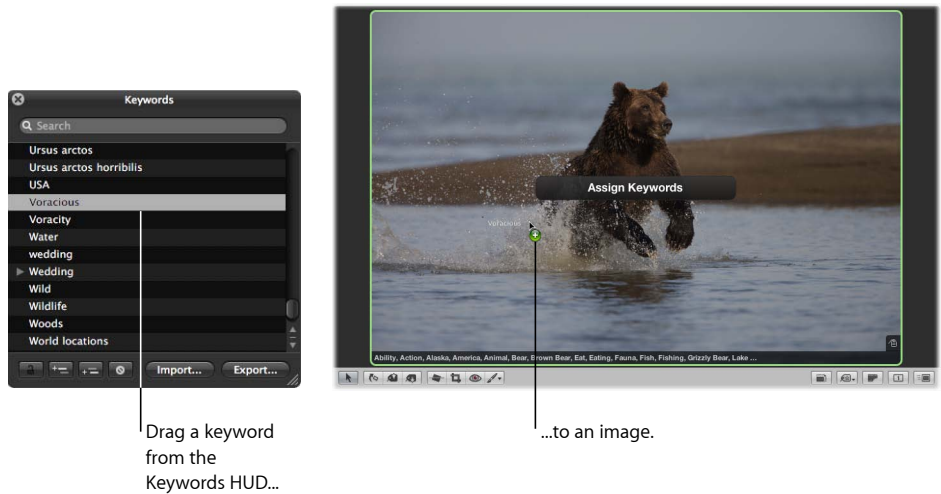 Keywords
Search
Ursus arctos
Ursus arctos horribilis
USA
Voracious
Voracity
Water
wedding
Wedding
Wild
Wildlife
Woods
World locations
Import...
Export...
Assign Keywords
Voracious
Ability, Action, Alaska, America, Animal, Bear, Brown Bear, Eat, Eating, Fauna, Fish, Fishing, Grizzly Bear, Lake ...
Drag a keyword
from the
Keywords HUD...
...to an image.